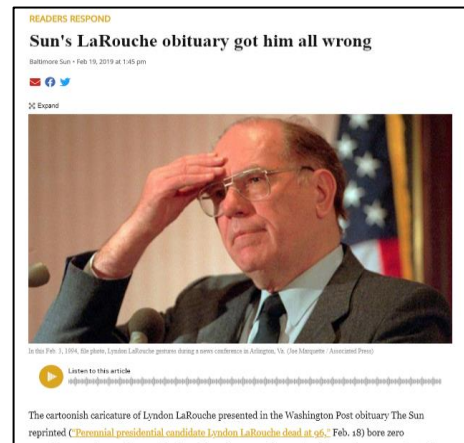 READERS RESPOND
Sun's LaRouche obituary got him all wrong
Baltimore Sun • Feb 19, 2019 at 1:45 pm
Expand
In this Feb. 3, 1994, file photo, Lyndon LaRouche gestures during a news conference in Arlington, Va. (Joe Marquette / Associated Press)
Listen to this article
The cartoonish caricature of Lyndon LaRouche presented in the Washington Post obituary The Sun
reprinted ("Perennial presidential candidate Lyndon LaRouche dead at 96," Feb. 18) bore zero